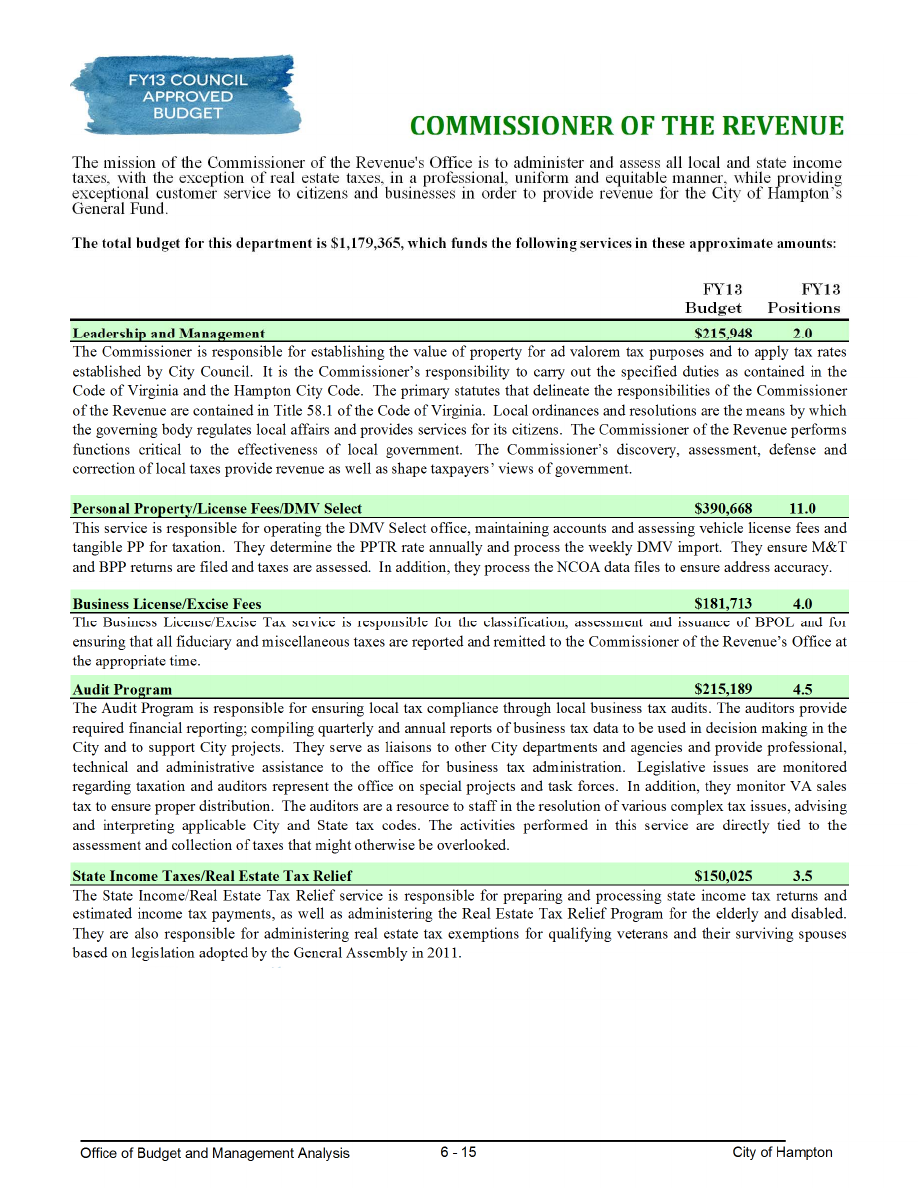 FY13 COUNCIL
APPROVED
BUDGET
COMMISSIONER OF THE REVENUE
The mission of the Commissioner of the Revenue's Office is to administer and assess all local and state income
taxes, with the exception of real estate taxes, in a professional, uniform and equitable manner, while providing
exceptional customer service to citizens and businesses in order to provide revenue for the City of Hampton's
General Fund.
The total budget for this department is $1,179,365, which funds the following services in these approximate amounts:
FY13 FY13
Budget Positions
Leadership and Management $215,948 2.0
The Commissioner is responsible for establishing the value of property for ad valorem tax purposes and to apply tax rates
established by City Council. It is the Commissioner's responsibility to carry out the specified duties as contained in the
Code of Virginia and the Hampton City Code. The primary statutes that delineate the responsibilities of the Commissioner
of the Revenue are contained in Title 58.1 of the Code of Virginia. Local ordinances and resolutions are the means by which
the governing body regulates local affairs and provides services for its citizens. The Commissioner of the Revenue performs
functions critical to the effectiveness of local government. The Commissioner's discovery, assessment, defense and
correction of local taxes provide revenue as well as shape taxpayers' views of government.
Personal Property/License Fees/DMV Select $390,668 11.0
This service is responsible for operating the DMV Select office, maintaining accounts and assessing vehicle license fees and
tangible PP for taxation. They determine the PPTR rate annually and process the weekly DMV import. They ensure M&T
and BPP returns are filed and taxes are assessed. In addition, they process the NCOA data files to ensure address accuracy.
Business License/Excise Fees $181,713 4.0
The Business License/Excise Tax service is responsible for the classification, assessment and issuance of BPOL and for
ensuring that all fiduciary and miscellaneous taxes are reported and remitted to the Commissioner of the Revenue's Office at
the appropriate time.
Audit Program $215,189 4.5
The Audit Program is responsible for ensuring local tax compliance through local business tax audits. The auditors provide
required financial reporting; compiling quarterly and annual reports of business tax data to be used in decision making in the
City and to support City projects. They serve as liaisons to other City departments and agencies and provide professional,
technical and administrative assistance to the office for business tax administration. Legislative issues are monitored
regarding taxation and auditors represent the office on special projects and task forces. In addition, they monitor VA sales
tax to ensure proper distribution. The auditors are a resource to staff in the resolution of various complex tax issues, advising
and interpreting applicable City and State tax codes. The activities performed in this service are directly tied to the
assessment and collection of taxes that might otherwise be overlooked.
State Income Taxes/Real Estate Tax Relief $150,025 3.5
The State Income/Real Estate Tax Relief service is responsible for preparing and processing state income tax returns and
estimated income tax payments, as well as administering the Real Estate Tax Relief Program for the elderly and disabled.
They are also responsible for administering real estate tax exemptions for qualifying veterans and their surviving spouses
based on legislation adopted by the General Assembly in 2011.
Office of Budget and Management Analysis 6 - 15 City of Hampton